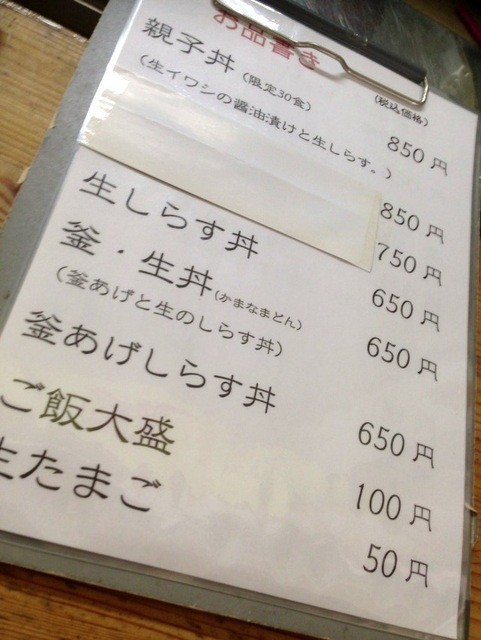 お品書き
(税込価格)
親子丼 (限定30食) 850円
(生イワシの醤油漬けと生しらす。)
850円
750円
生しらす丼 650円
釜・生丼 (かまなまどん) 650円
(釜あげと生のしらす丼)
釜あげしらす丼 650円
ご飯大盛 100円
生たまご 50円